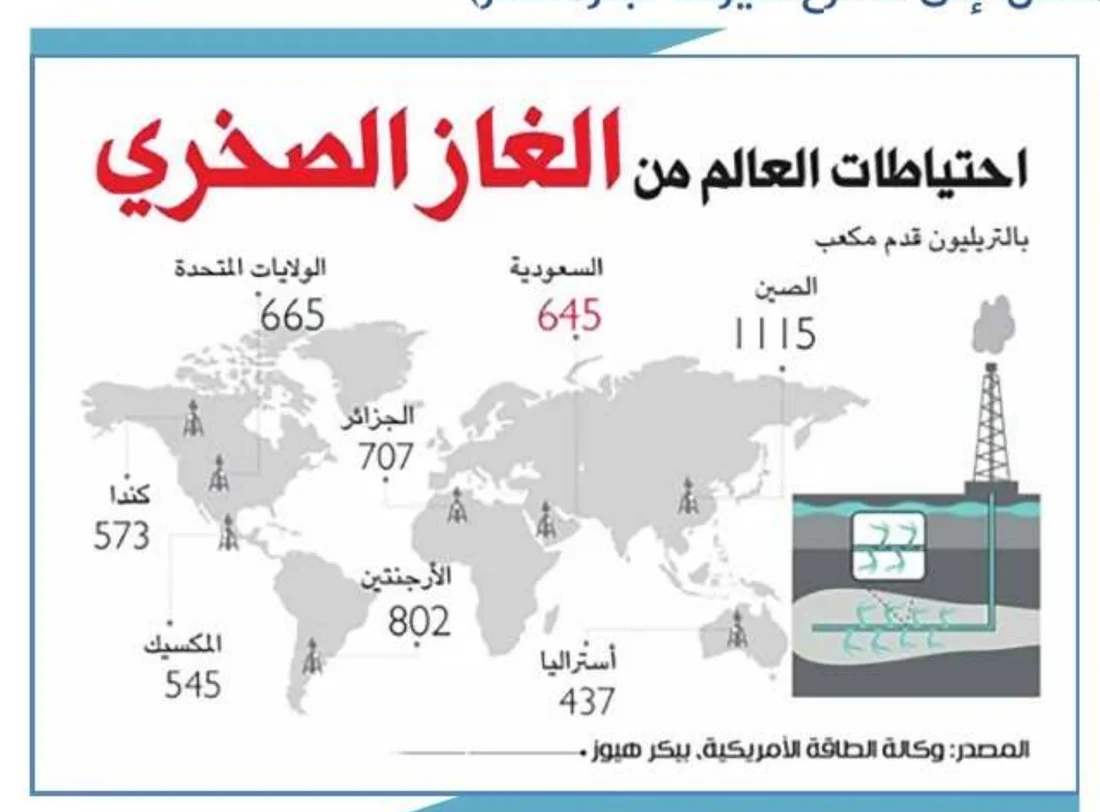 احتياطات العالم من الغاز الصخري
بالتريليون قدم مكعب
الصين
1115
السعودية
645
الولايات المتحدة
665
الجزائر
707
كندا
573
الأرجنتين
802
المكسيك
545
أستراليا
437
المصدر: وكالة الطاقة الأمريكية، بيكر هيوز